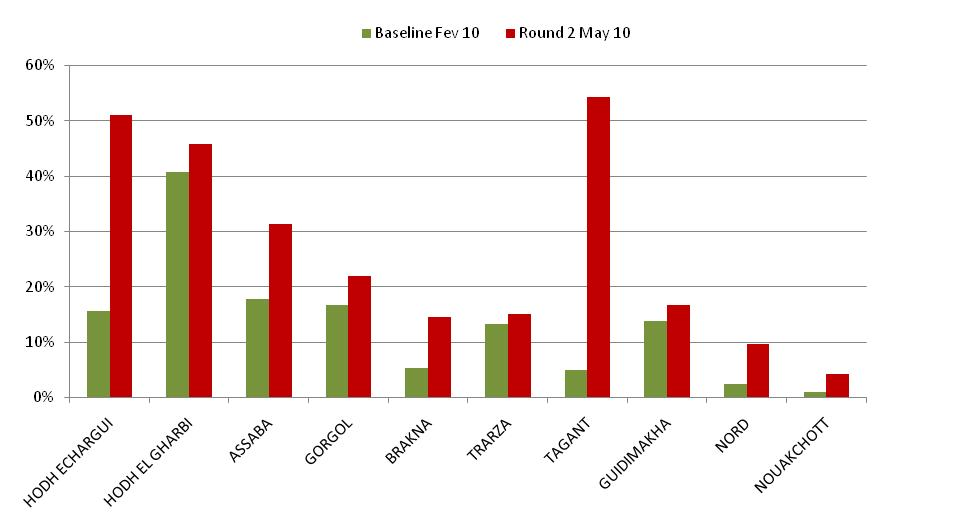 Baseline Fev 10 Round 2 May 10
60%
50%
40%
30%
20%
10%
0%
HODH ECHARGUI
HODH EL GHARBI
ASSABA
GORGOL
BRAKNA
TRARZA
TAGANT
GUIDIMAKHA
NORD
NOUAKCHOTT